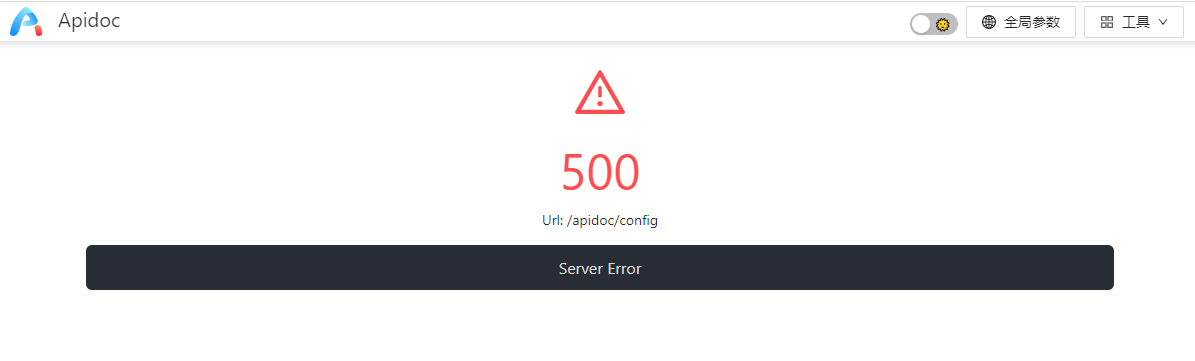 Apidoc
全局参数
工具
500
Url: /apidoc/config
Server Error